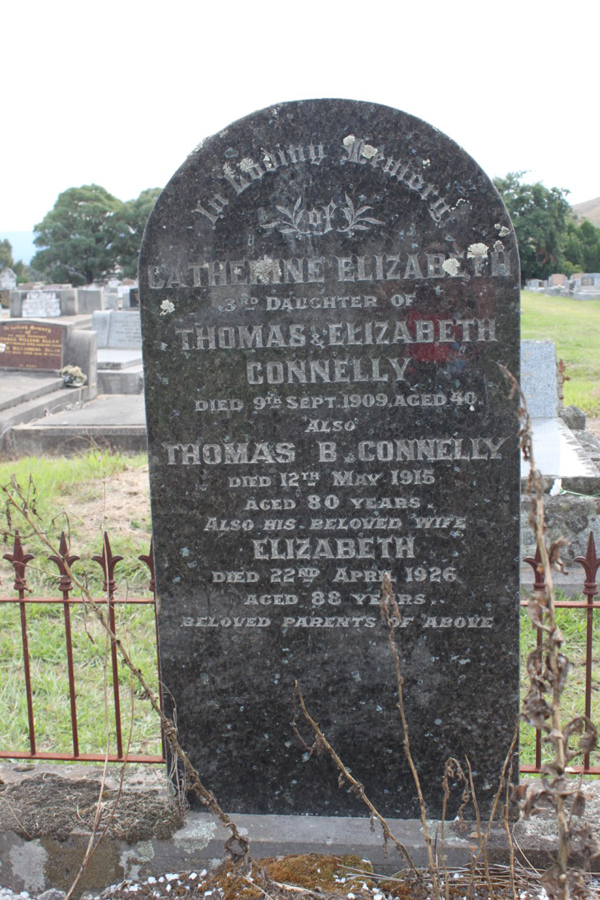 In Loving Memory
of
CATHERINE ELIZABETH
3RD DAUGHTER OF
THOMAS & ELIZABETH
CONNELLY
DIED 9TH SEPT. 1909, AGED 40.
ALSO
THOMAS B. CONNELLY
DIED 12TH MAY 1915
AGED 80 YEARS.
ALSO HIS BELOVED WIFE
ELIZABETH
DIED 22ND APRIL 1926
AGED 88 YEARS.
BELOVED PARENTS OF ABOVE